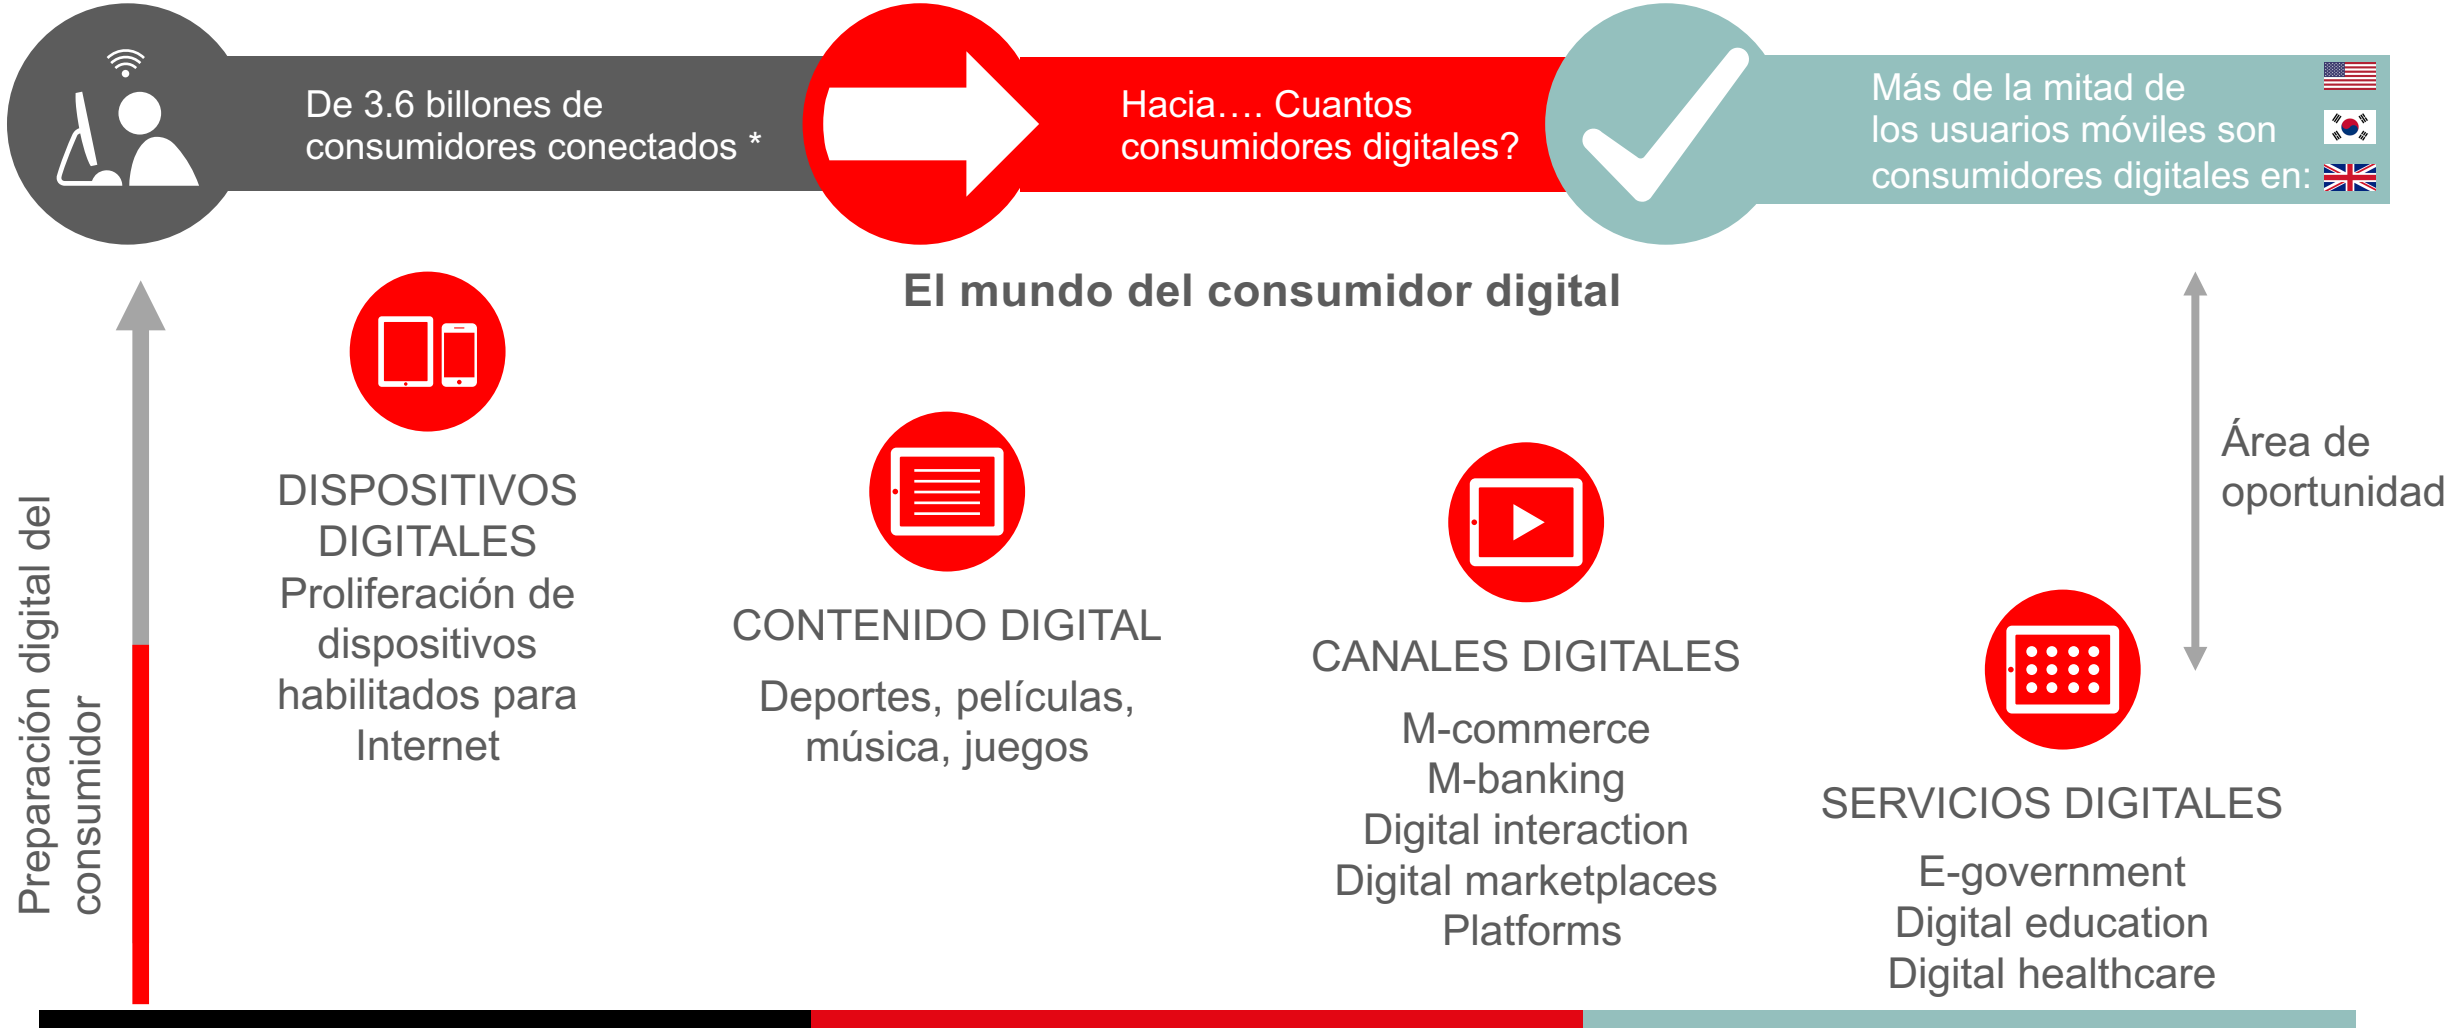 De 3.6 billones de
consumidores conectados *
Hacia…. Cuantos
consumidores digitales?
Más de la mitad de
los usuarios móviles son
consumidores digitales en:
El mundo del consumidor digital
Preparación digital del
consumidor
DISPOSITIVOS
DIGITALES
Proliferación de
dispositivos
habilitados para
Internet
CONTENIDO DIGITAL
Deportes, películas,
música, juegos
CANALES DIGITALES
M-commerce
M-banking
Digital interaction
Digital marketplaces
Platforms
SERVICIOS DIGITALES
E-government
Digital education
Digital healthcare
Área de
oportunidad